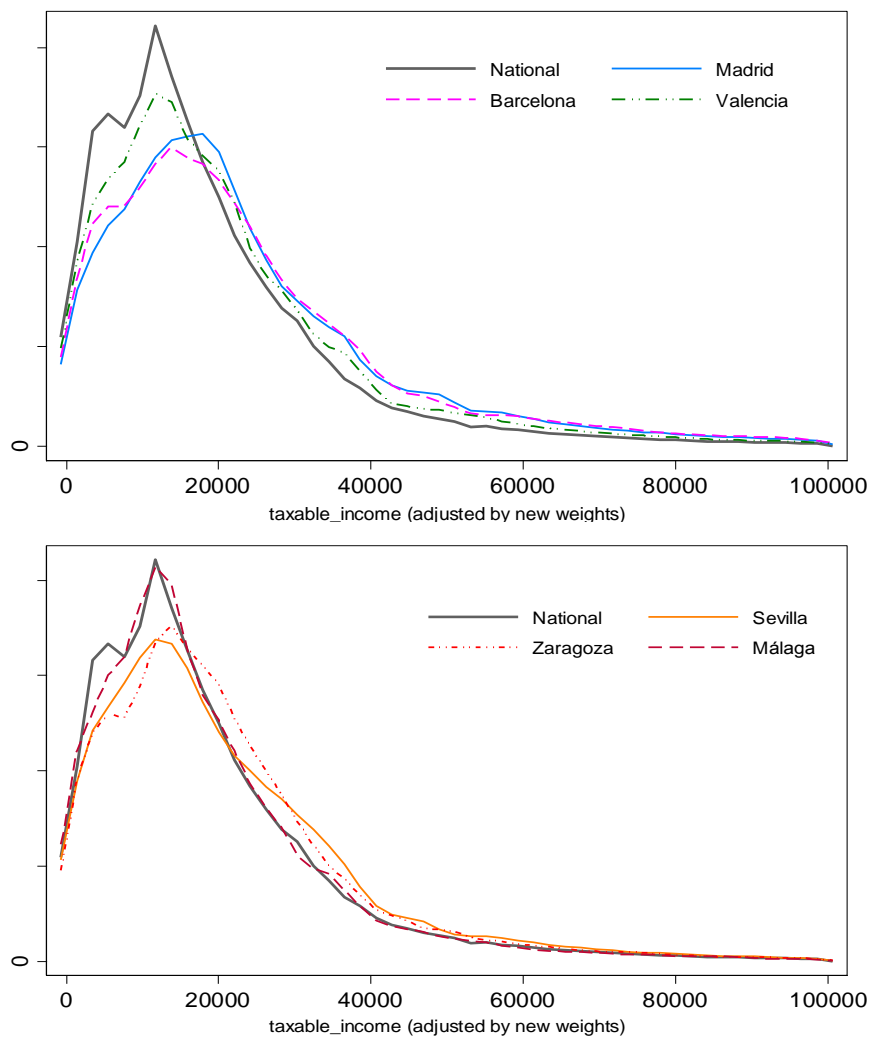 National Madrid
Barcelona Valencia
0
0 20000 40000 60000 80000 100000
taxable_income (adjusted by new weights)
National Sevilla
Zaragoza Málaga
0
0 20000 40000 60000 80000 100000
taxable_income (adjusted by new weights)